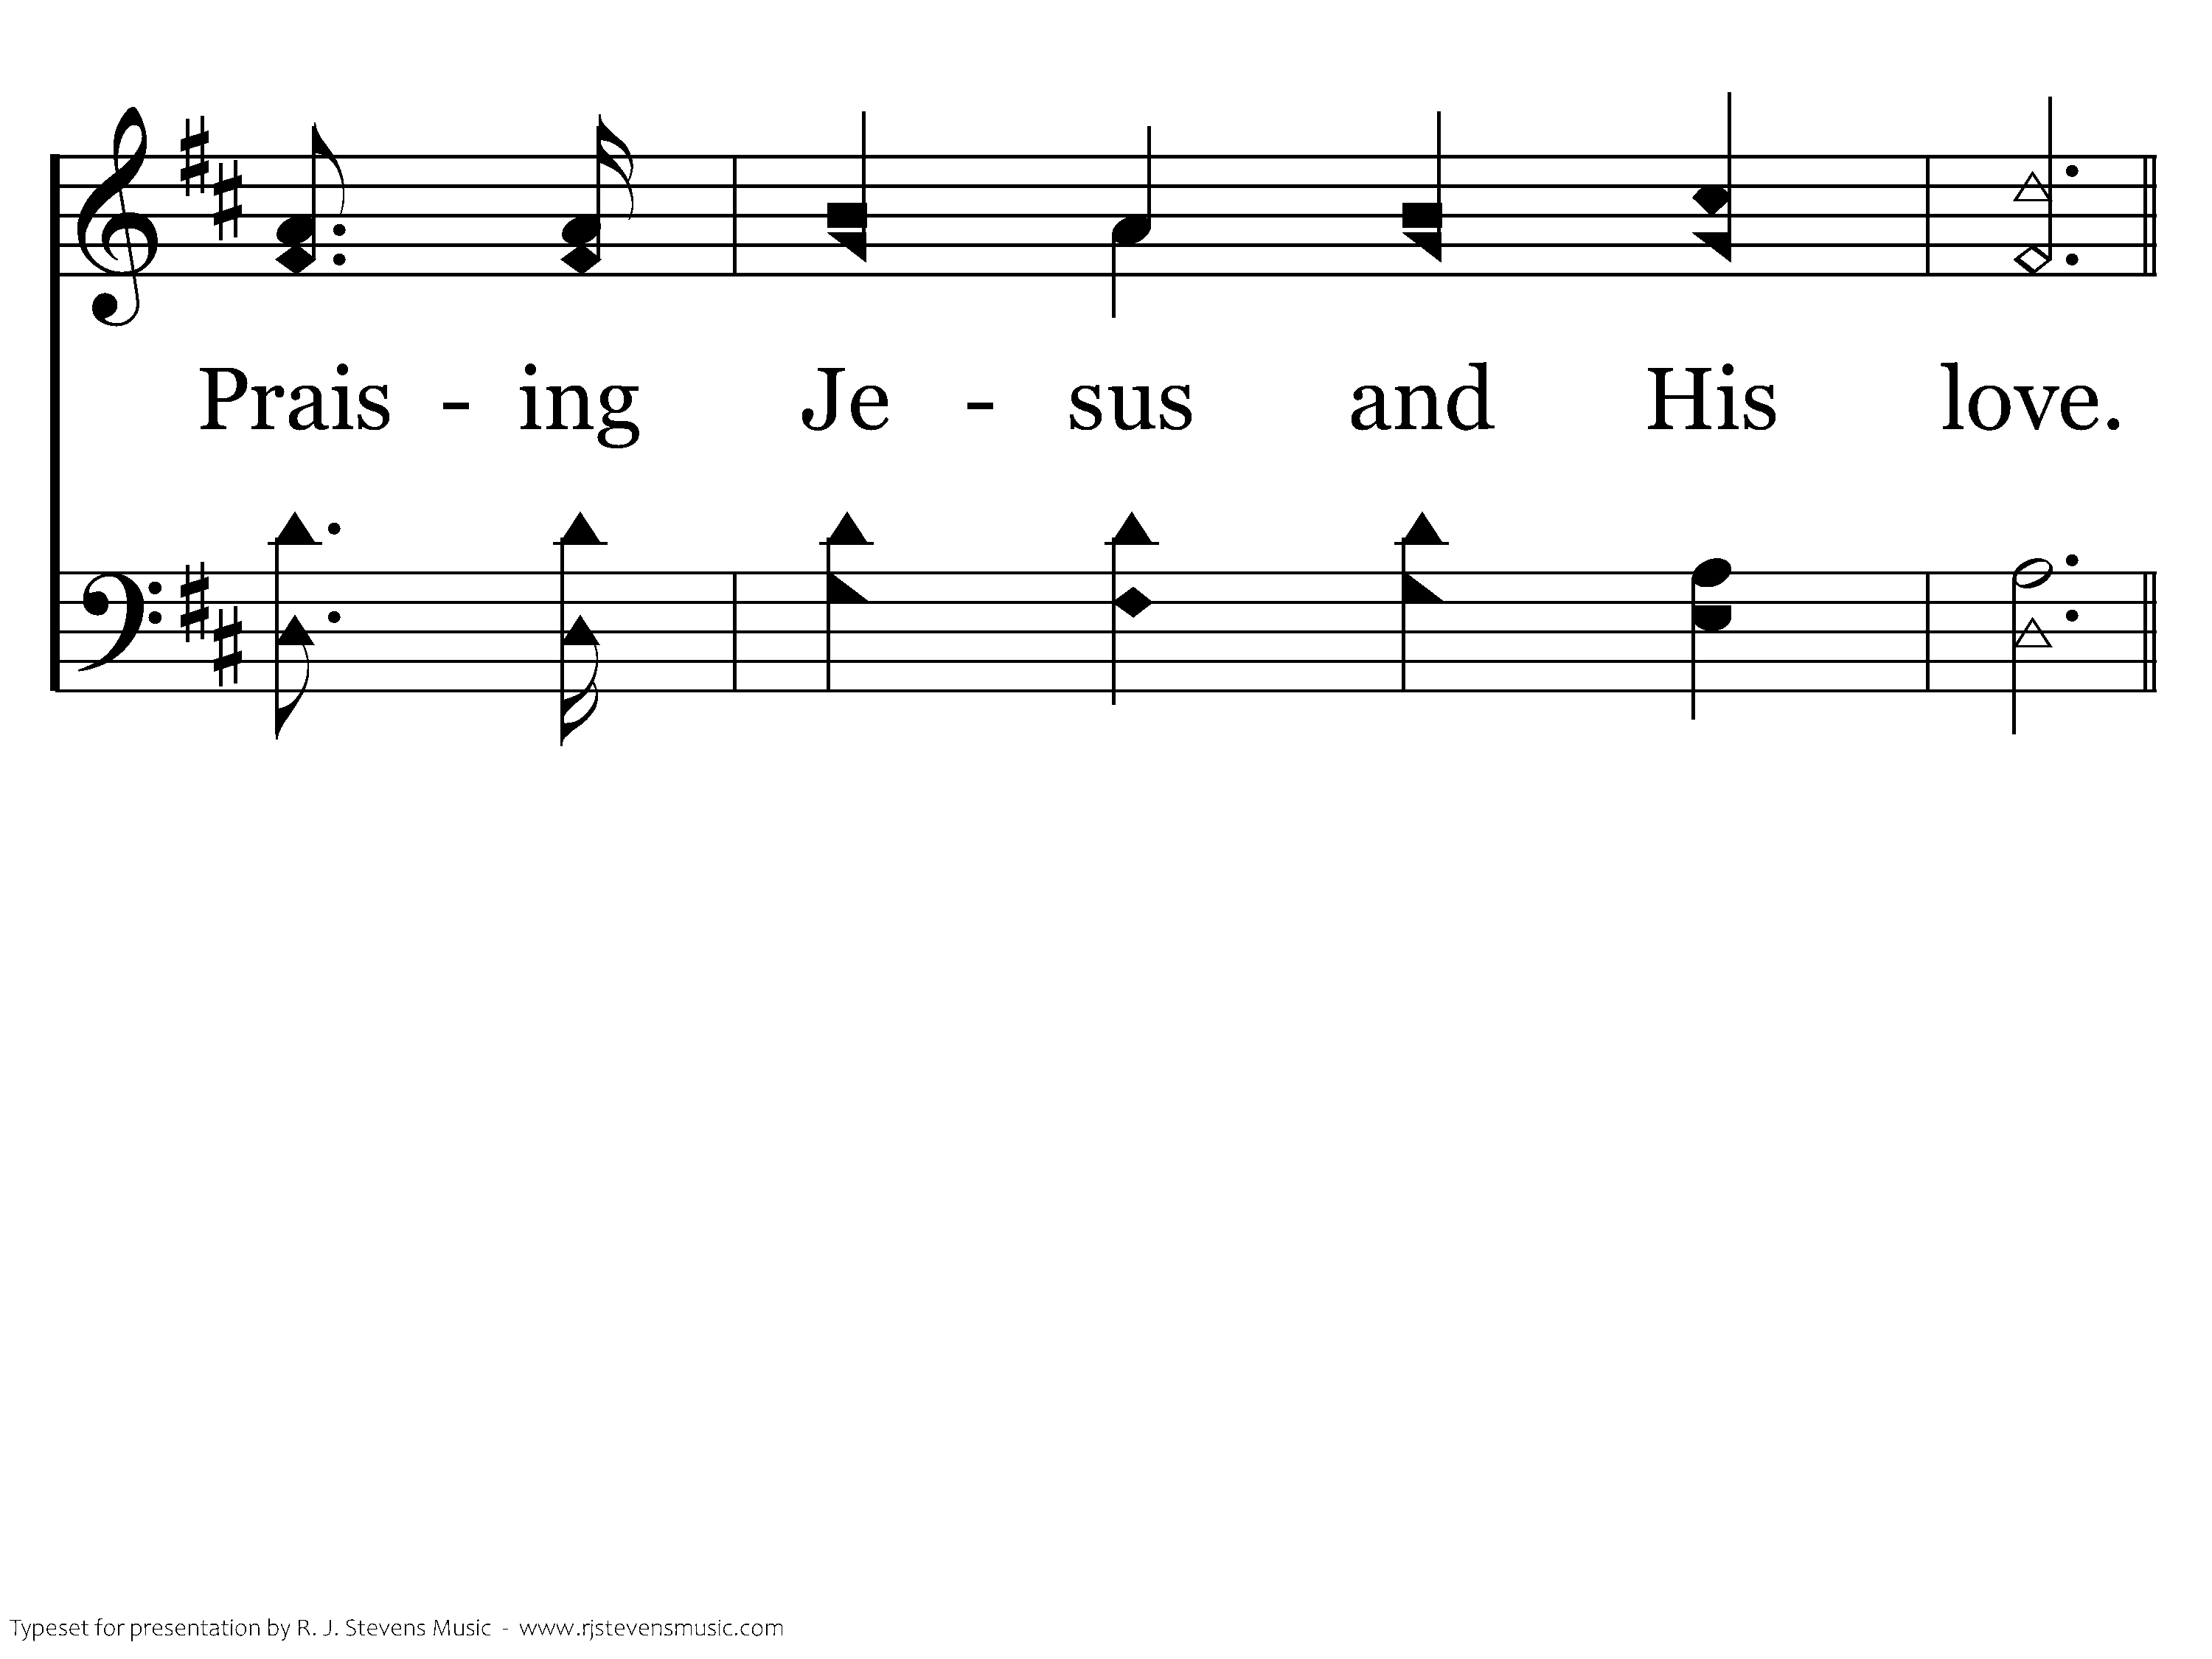 Prais - ing Je - sus and His love.
Typeset for presentation by R. J. Stevens Music - www.rjstevensmusic.com